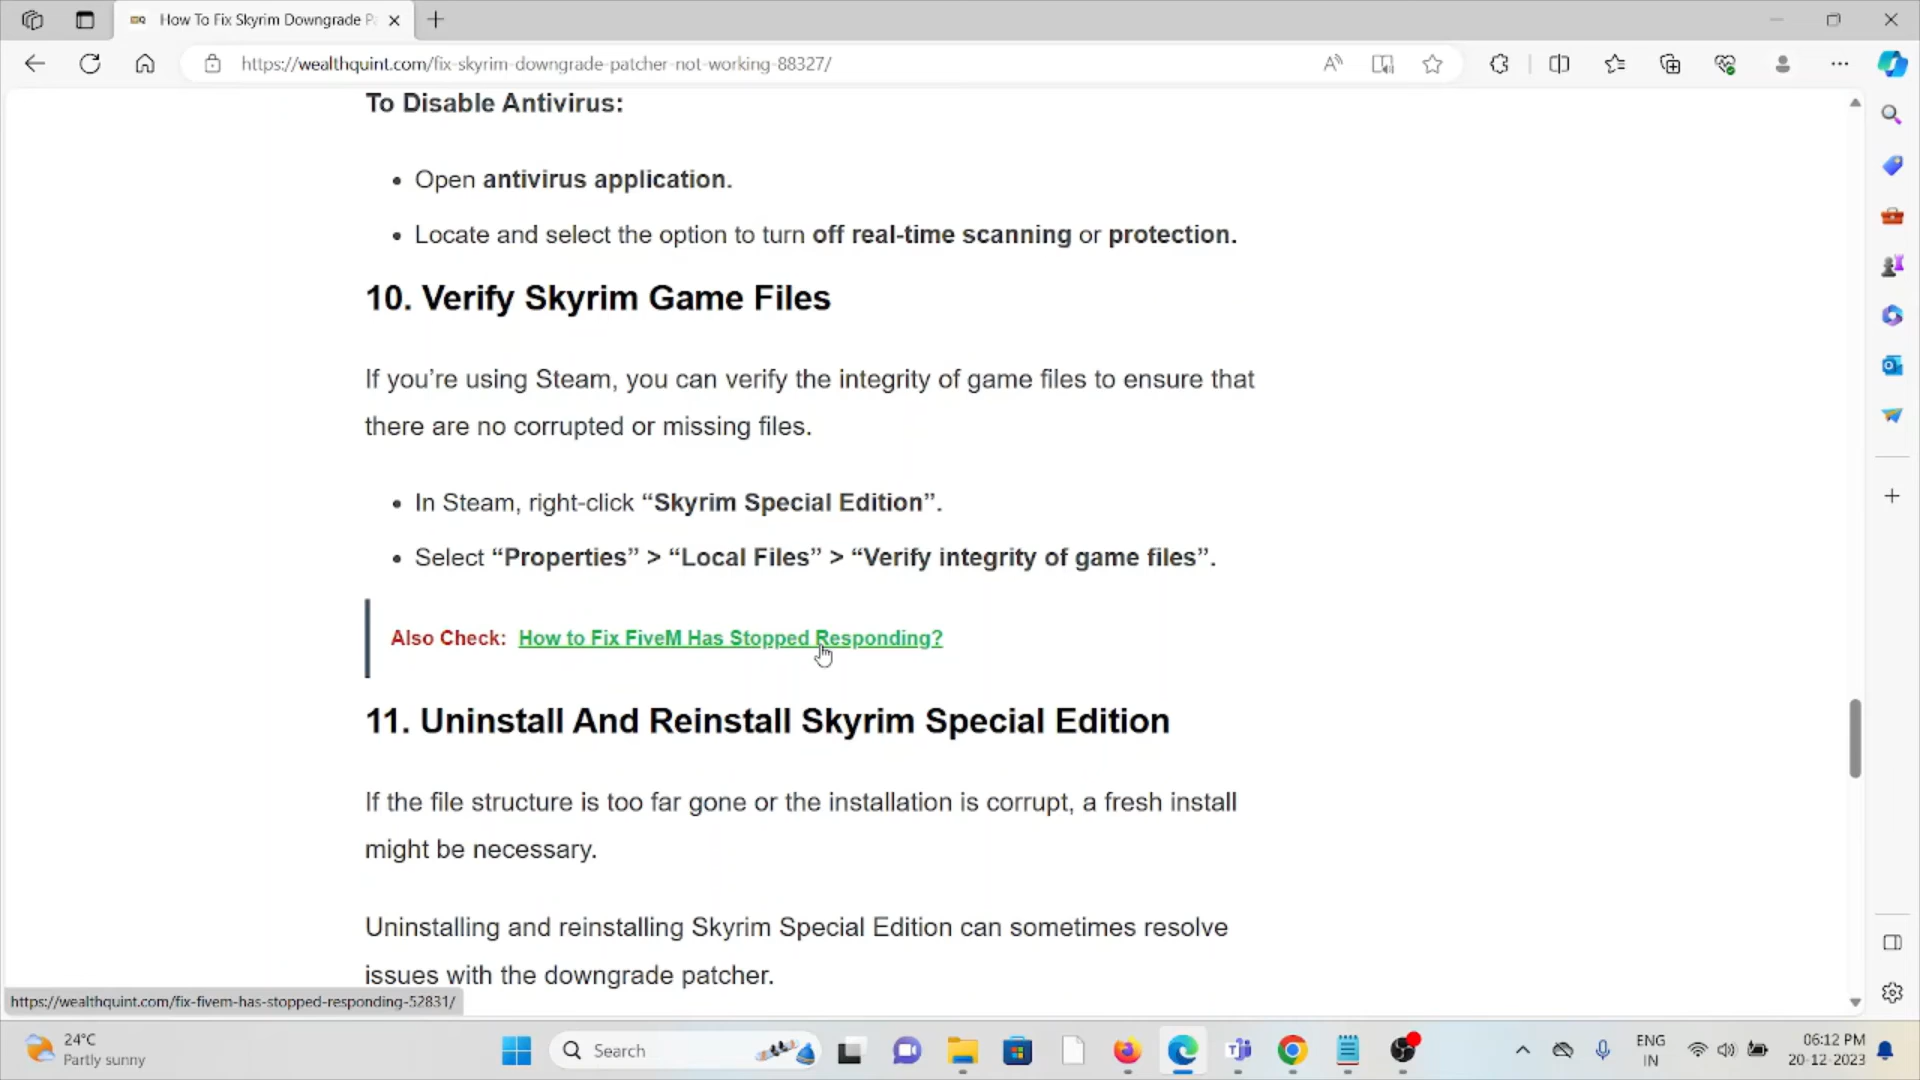 How To Fix Skyrim Downgrade Pa
https://wealthquint.com/fix-skyrim-downgrade-patcher-not-working-88327/
To Disable Antivirus:
• Open antivirus application.
• Locate and select the option to turn off real-time scanning or protection.
10. Verify Skyrim Game Files
If you’re using Steam, you can verify the integrity of game files to ensure that
there are no corrupted or missing files.
• In Steam, right-click “Skyrim Special Edition”.
• Select “Properties” > “Local Files” > “Verify integrity of game files”.
Also Check: How to Fix FiveM Has Stopped Responding?
11. Uninstall And Reinstall Skyrim Special Edition
If the file structure is too far gone or the installation is corrupt, a fresh install
might be necessary.
Uninstalling and reinstalling Skyrim Special Edition can sometimes resolve
issues with the downgrade patcher.
https://wealthquint.com/fix-fivem-has-stopped-responding-52831/
24°C
Partly sunny
Search
ENG
IN
06:12 PM
20-12-2023